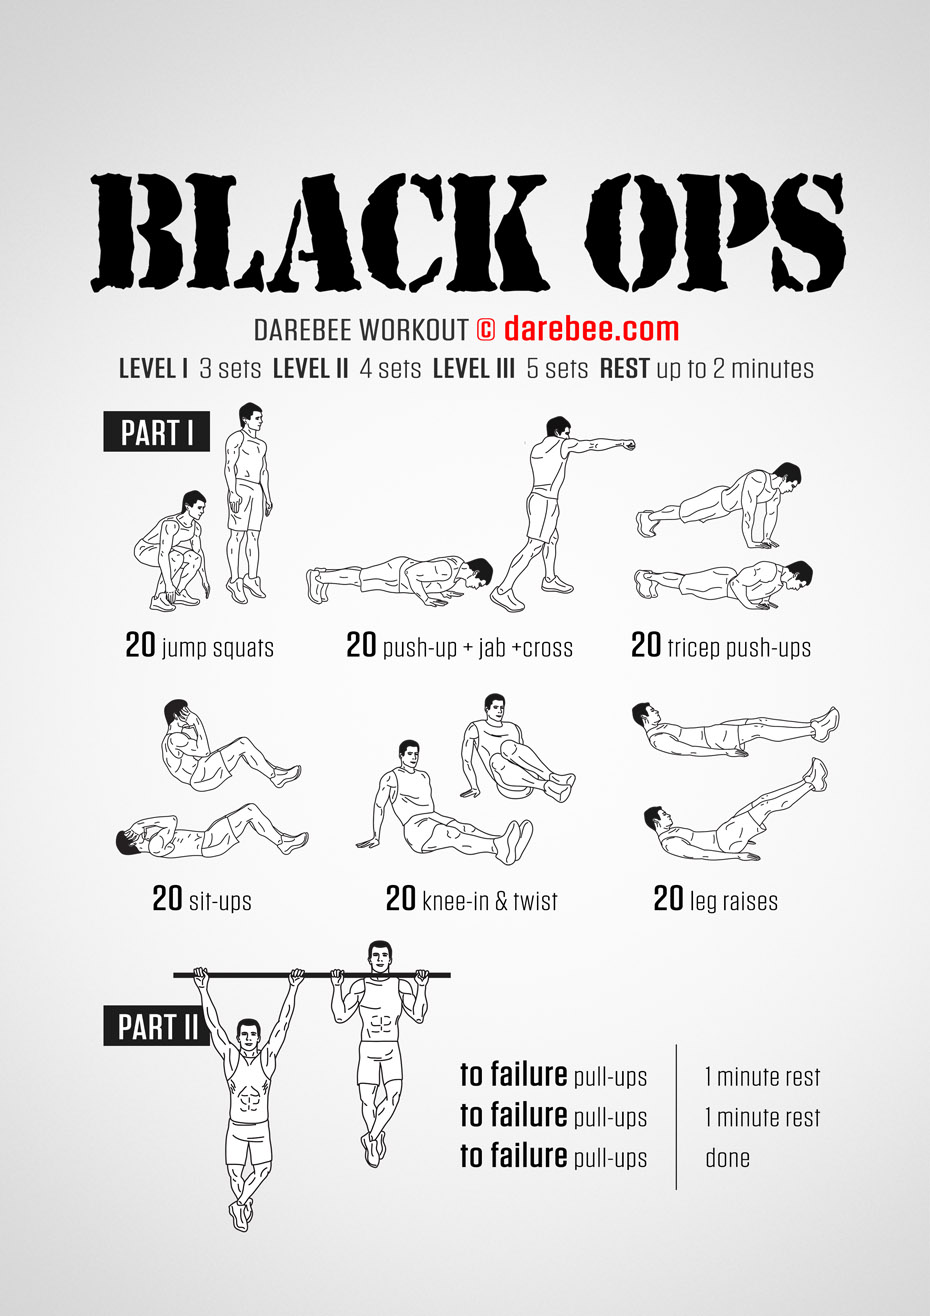 BLACK OPS
DAREBEE WORKOUT © darebee.com
LEVEL I 3 sets LEVEL II 4 sets LEVEL III 5 sets REST up to 2 minutes
PART I
20 jump squats
20 push-up + jab +cross
20 tricep push-ups
20 sit-ups
20 knee-in & twist
20 leg raises
PART II
to failure pull-ups 1 minute rest
to failure pull-ups 1 minute rest
to failure pull-ups done